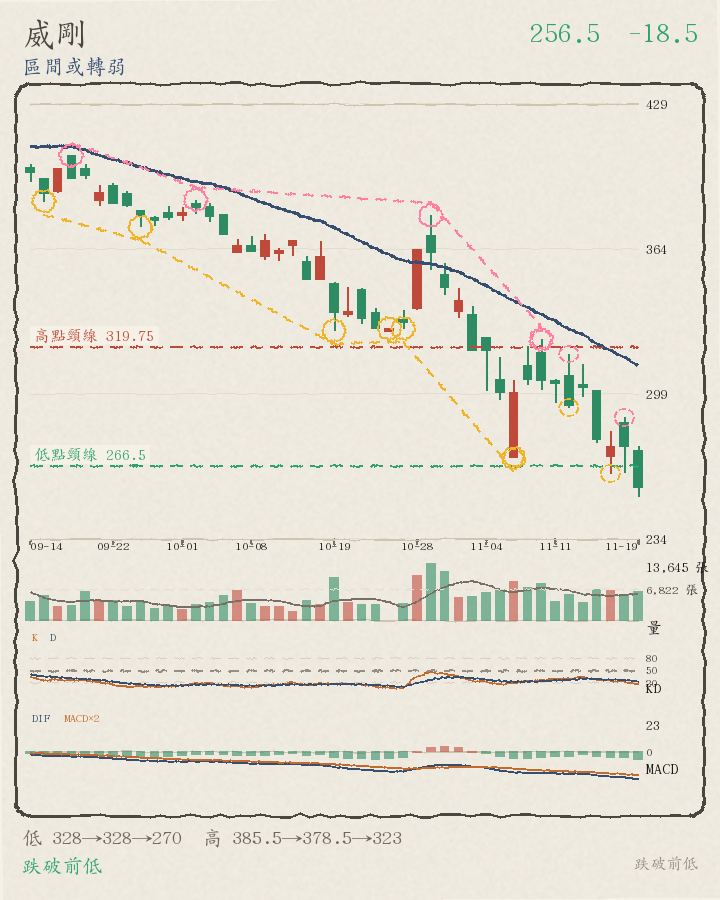 威剛
256.5 -18.5
區間或轉弱
429
364
高點頸線 319.75
299
低點頸線 266.5
234
09-14 09-22 10-01 10-08 10-19 10-28 11-04 11-11 11-19
13,645 張
6,822 張
量
K D
80
50
20
KD
DIF MACD×2
23
0
MACD
低 328→328→270 高 385.5→378.5→323
跌破前低
跌破前低